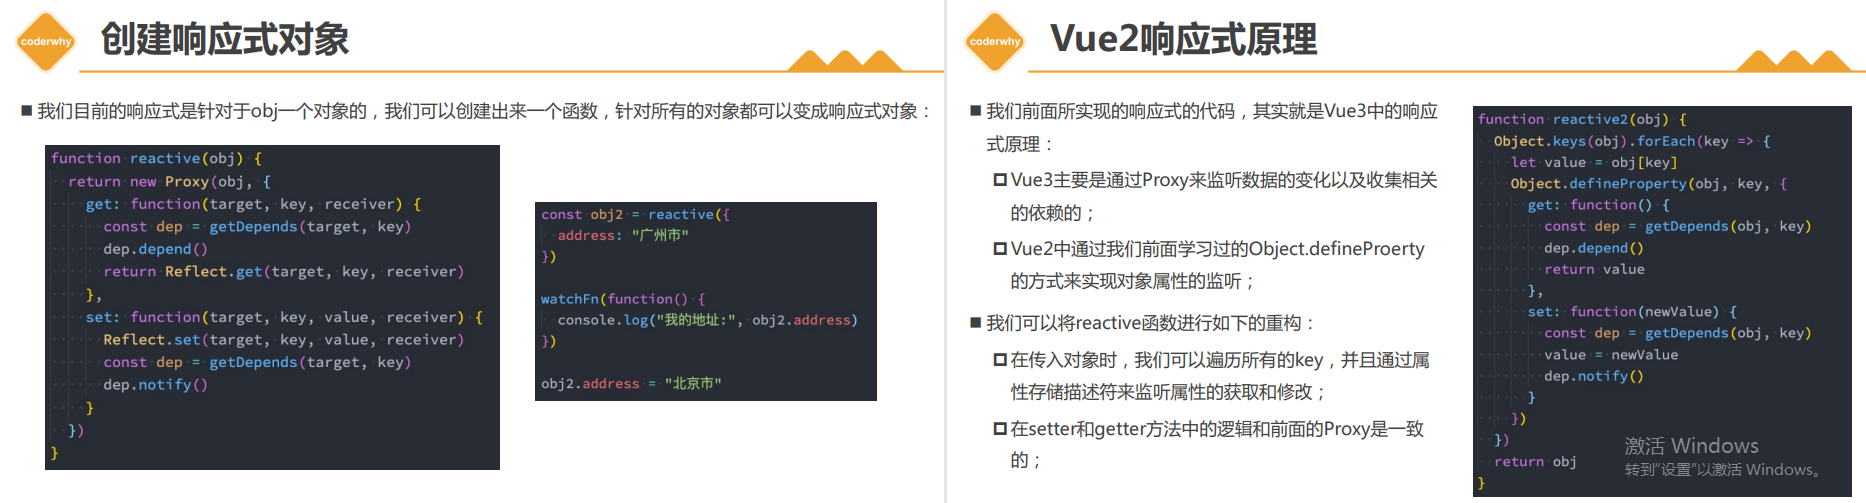 coderwhy
创建响应式对象
我们目前的响应式是针对于obj一个对象的，我们可以创建出来一个函数，针对所有的对象都可以变成响应式对象：
function reactive(obj) {
  return new Proxy(obj, {
    get: function(target, key, receiver) {
      const dep = getDepends(target, key)
      dep.depend()
      return Reflect.get(target, key, receiver)
    },
    set: function(target, key, value, receiver) {
      Reflect.set(target, key, value, receiver)
      const dep = getDepends(target, key)
      dep.notify()
    }
  })
}
const obj2 = reactive({
  address: "广州市"
})
watchFn(function() {
  console.log("我的地址:", obj2.address)
})
obj2.address = "北京市"
coderwhy
Vue2响应式原理
我们前面所实现的响应式的代码，其实就是Vue3中的响应
式原理：
Vue3主要是通过Proxy来监听数据的变化以及收集相关
的依赖的；
Vue2中通过我们前面学习过的Object.defineProerty
的方式来实现对象属性的监听；
我们可以将reactive函数进行如下的重构：
在传入对象时，我们可以遍历所有的key，并且通过属
性存储描述符来监听属性的获取和修改；
在setter和getter方法中的逻辑和前面的Proxy是一致
的；
function reactive2(obj) {
  Object.keys(obj).forEach(key => {
    let value = obj[key]
    Object.defineProperty(obj, key, {
      get: function() {
        const dep = getDepends(obj, key)
        dep.depend()
        return value
      },
      set: function(newValue) {
        const dep = getDepends(obj, key)
        value = newValue
        dep.notify()
      }
    })
  })
  return obj
}
激活 Windows
转到“设置”以激活 Windows。